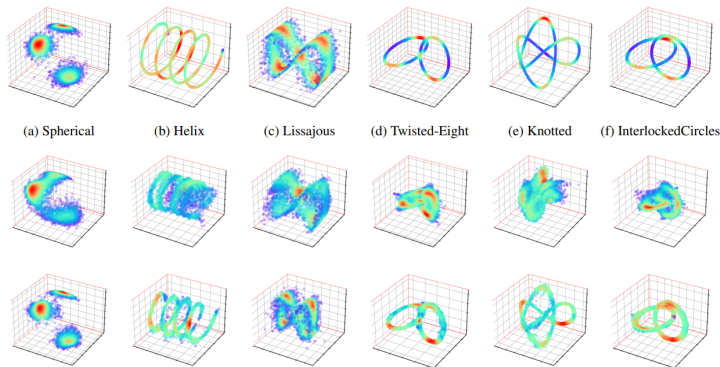 (a) Spherical (b) Helix (c) Lissajous (d) Twisted-Eight (e) Knotted (f) InterlockedCircles